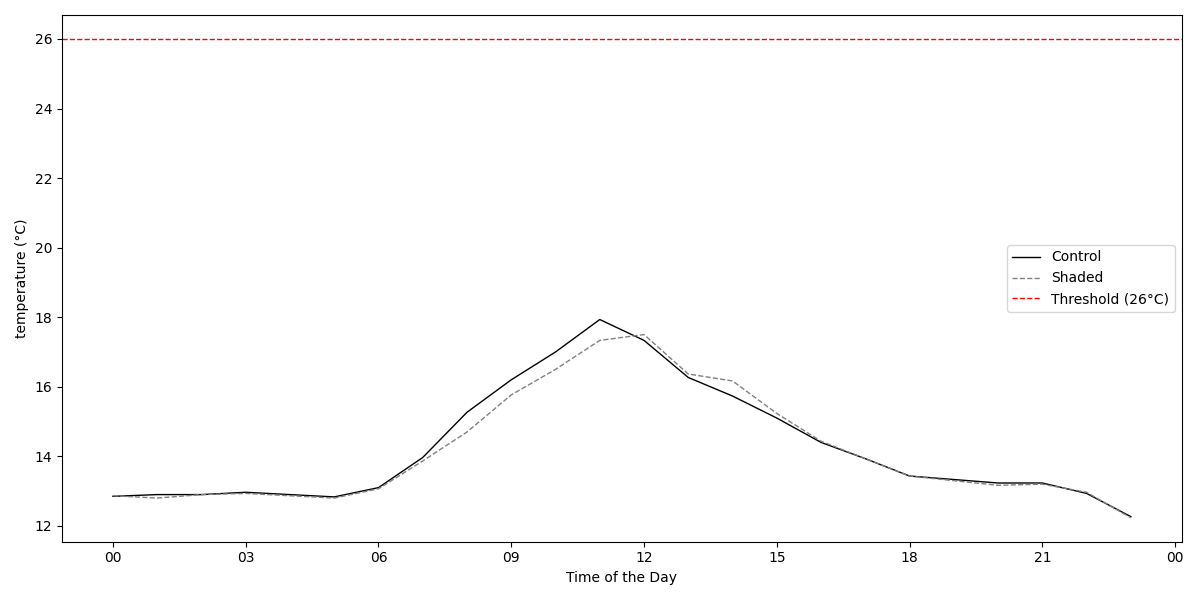 26
24
22
20
18
16
14
12
temperature (°C)
Control
Shaded
Threshold (26°C)
00 03 06 09 12 15 18 21 00
Time of the Day